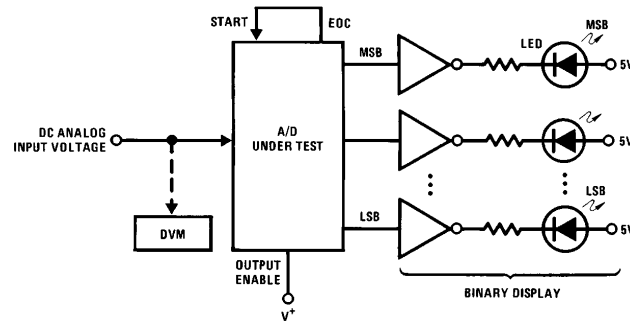 START
EOC
MSB
LED
MSB
5V
DC ANALOG
INPUT VOLTAGE
A/D
UNDER TEST
5V
DVM
LSB
LSB
5V
OUTPUT
ENABLE
V+
BINARY DISPLAY